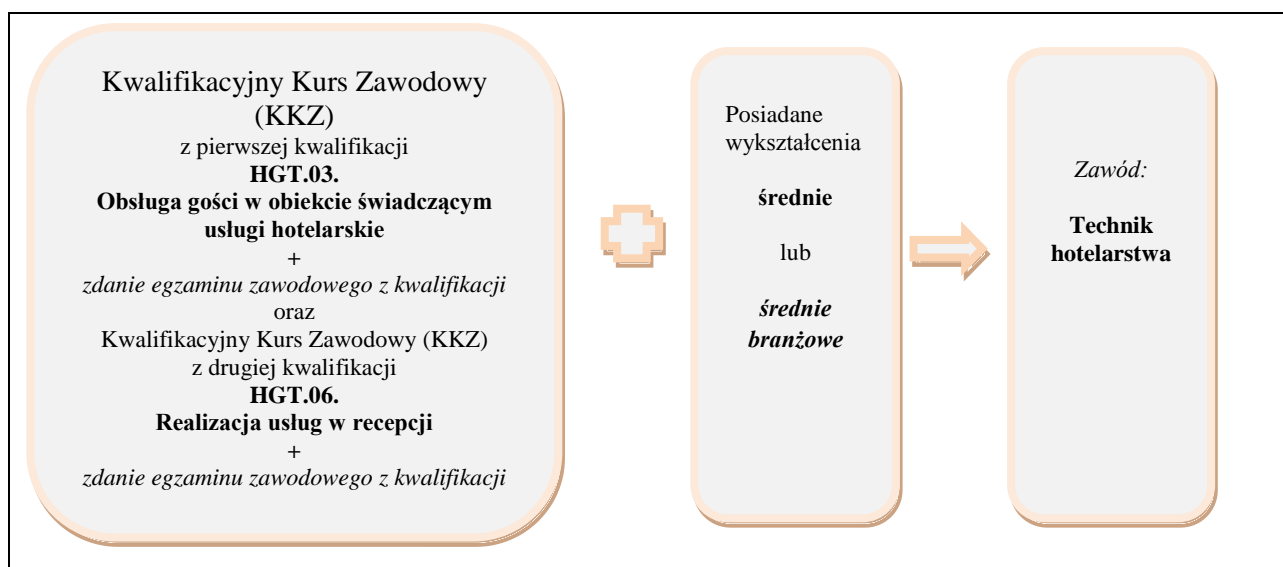 Kwalifikacyjny Kurs Zawodowy
(KKZ)
z pierwszej kwalifikacji
HGT.03.
Obsługa gości w obiekcie świadczącym
usługi hotelarskie
+
zdanie egzaminu zawodowego z kwalifikacji
oraz
Kwalifikacyjny Kurs Zawodowy (KKZ)
z drugiej kwalifikacji
HGT.06.
Realizacja usług w recepcji
+
zdanie egzaminu zawodowego z kwalifikacji
Posiadane
wykształcenia
średnie
lub
średnie
branżowe
Zawód:
Technik
hotelarstwa